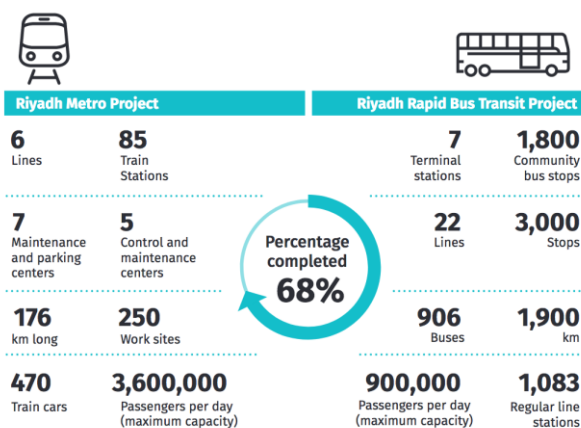 Riyadh Metro Project
6
Lines
85
Train
Stations
7
Maintenance
and parking
centers
5
Control and
maintenance
centers
176
km long
250
Work sites
470
Train cars
3,600,000
Passengers per day
(maximum capacity)
Percentage
completed
68%
Riyadh Rapid Bus Transit Project
7
Terminal
stations
1,800
Community
bus stops
22
Lines
3,000
Stops
906
Buses
1,900
km
900,000
Passengers per day
(maximum capacity)
1,083
Regular line
stations